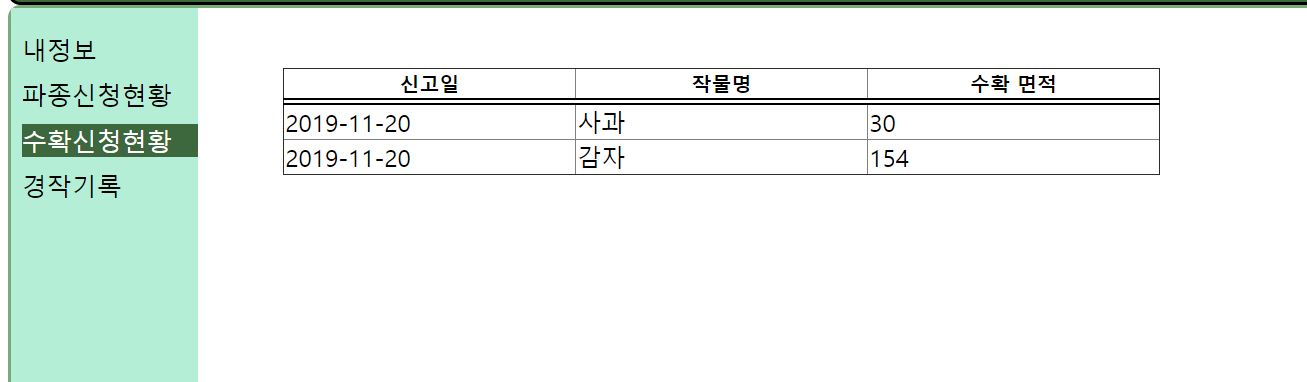 내정보
파종신청현황
수확신청현황
경작기록
신고일 작물명 수확 면적
2019-11-20 사과 30
2019-11-20 감자 154